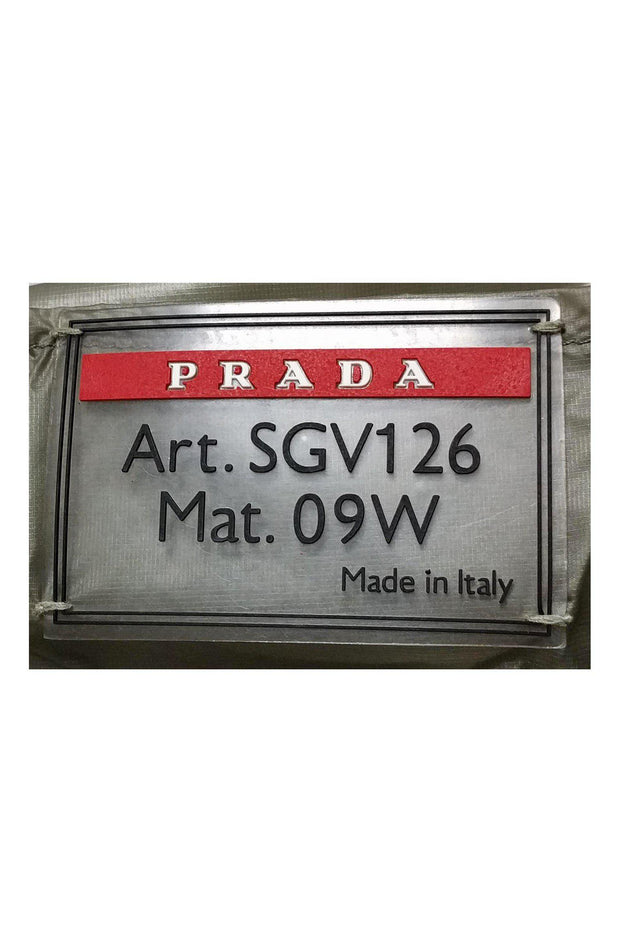 PRADA
Art. SGV126
Mat. 09W
Made in Italy